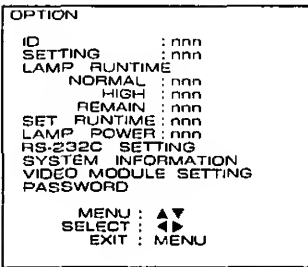 OPTION
ID : nnn
SETTING : nnn
LAMP RUNTIME
NORMAL : nnn
HIGH : nnn
REMAIN : nnn
SET RUNTIME : nnn
LAMP POWER : nnn
RS-232C SETTING
SYSTEM INFORMATION
VIDEO MODULE SETTING
PASSWORD
MENU : ▲▼
SELECT : ◀▶
EXIT : MENU